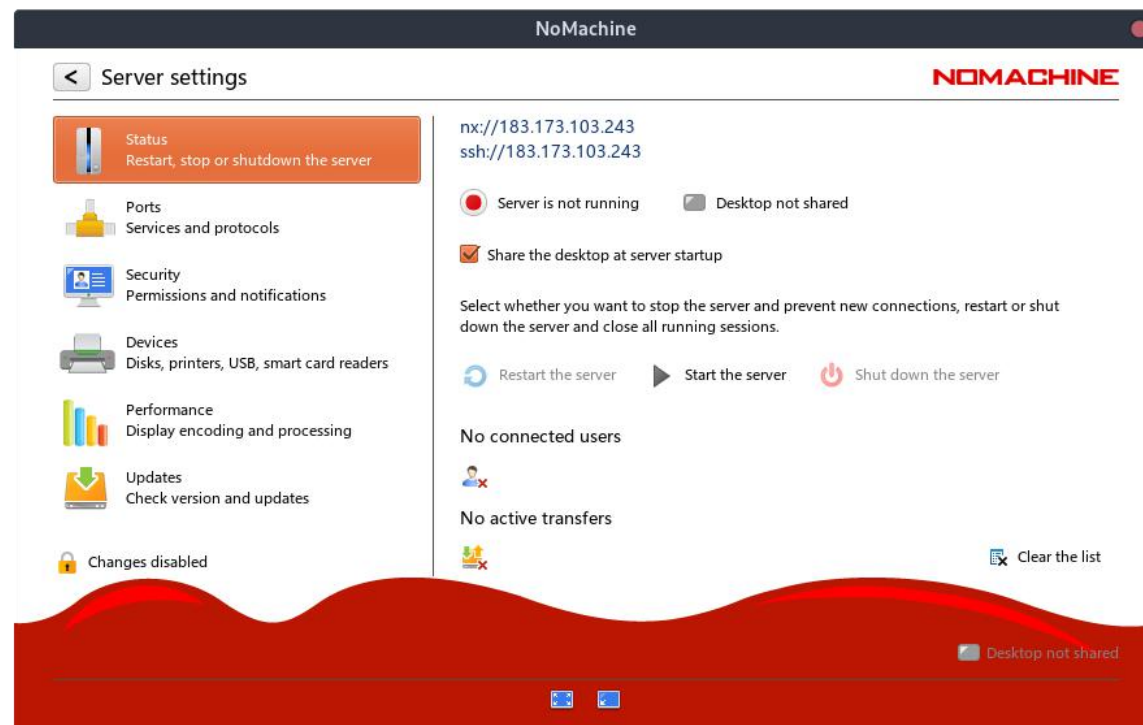 NoMachine
< Server settings
NOMACHINE
Status
Restart, stop or shutdown the server
Ports
Services and protocols
Security
Permissions and notifications
Devices
Disks, printers, USB, smart card readers
Performance
Display encoding and processing
Updates
Check version and updates
Changes disabled
nx://183.173.103.243
ssh://183.173.103.243
Server is not running Desktop not shared
Share the desktop at server startup
Select whether you want to stop the server and prevent new connections, restart or shut
down the server and close all running sessions.
Restart the server Start the server Shut down the server
No connected users
No active transfers
Clear the list
Desktop not shared